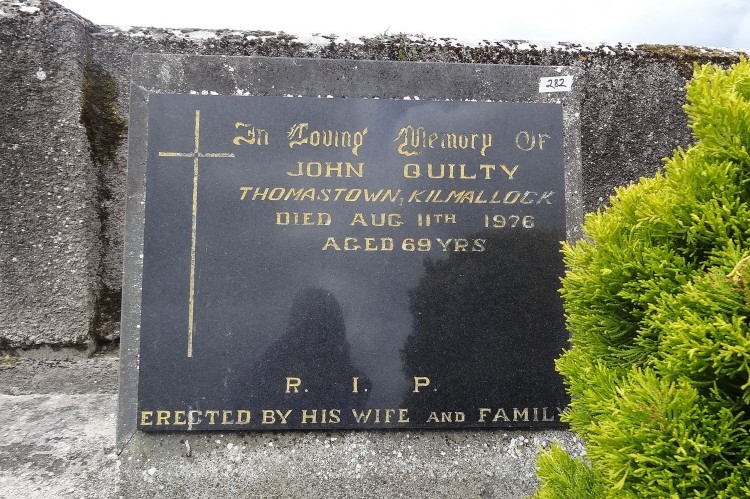 282
In Loving Memory Of
JOHN QUILTY
THOMASTOWN, KILMALLOCK
DIED AUG 11TH 1976
AGED 69 YRS
R. I. P.
ERECTED BY HIS WIFE AND FAMILY